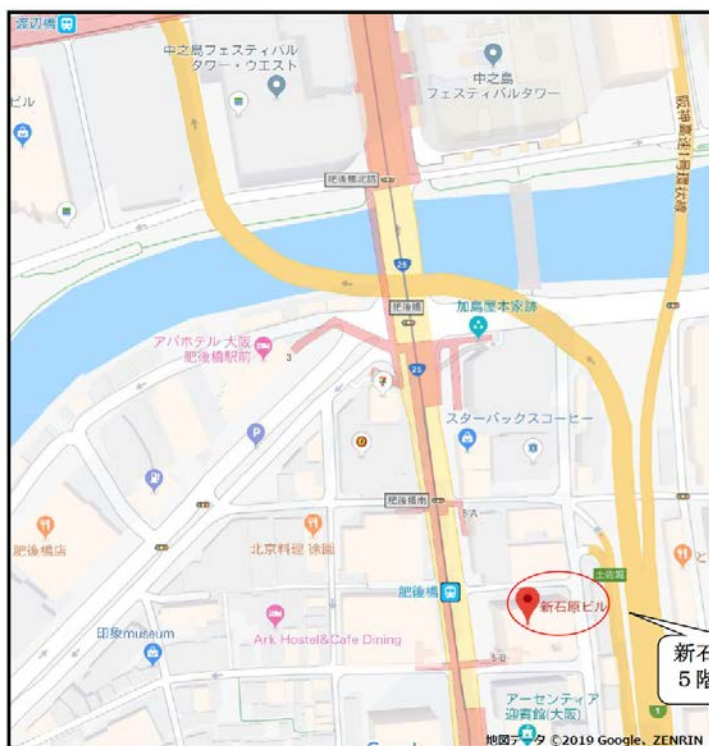 渡辺橋
中之島フェスティバル
タワー・ウエスト
中之島
フェスティバルタワー
ビル
阪神高速1号環状線
肥後橋北詰
25
肥後橋
加島屋本家跡
アパホテル 大阪
肥後橋駅前
3
25
スターバックスコーヒー
肥後橋南
5-A
肥後橋店
北京料理 徐園
土佐堀
と
肥後橋
新石原ビル
印象museum
Ark Hostel&Cafe Dining
新石
5階
5-B
アーセンティア
迎賓館(大阪)
1
Google
地図データ ©2019 Google、ZENRIN